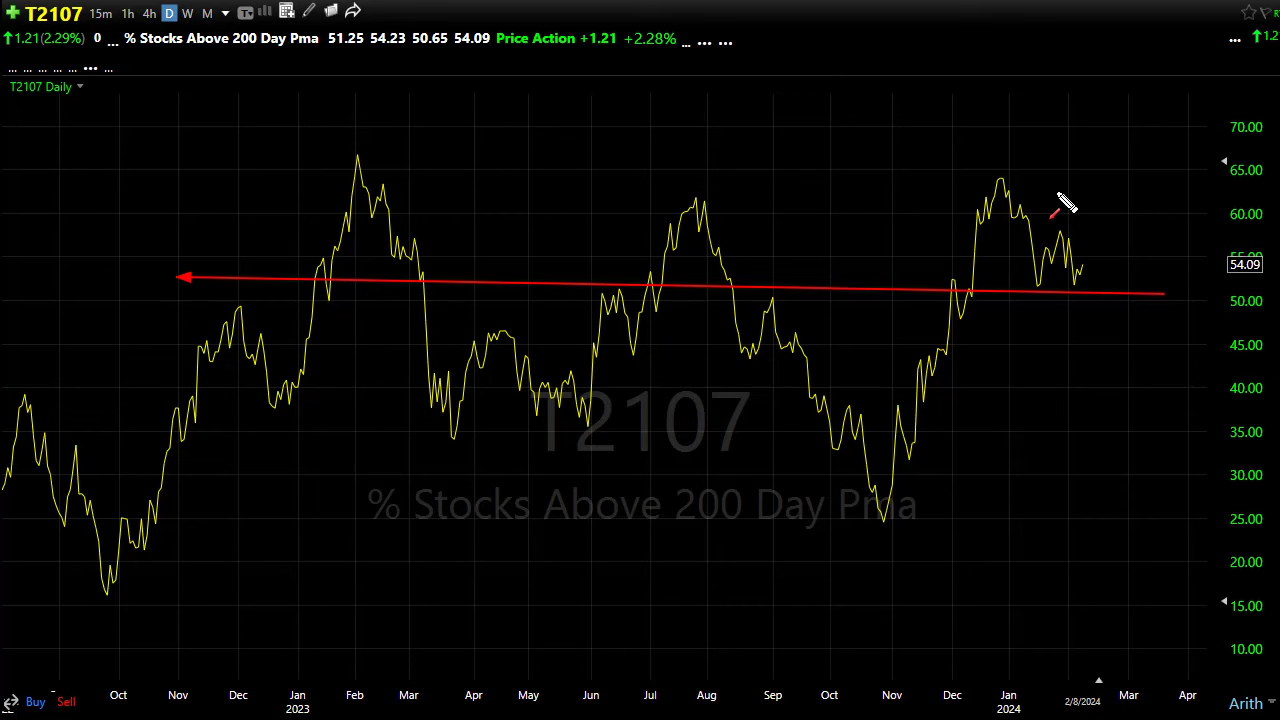 T2107 15m 1h 4h D W M
↑1.21(2.29%) 0 ... % Stocks Above 200 Day Pma 51.25 54.23 50.65 54.09 Price Action +1.21 +2.28% ... ... ... ... ↑1.2
... ... ... ... ... ... ...
T2107 Daily
70.00
65.00
60.00
54.09
50.00
45.00
40.00
T2107
35.00
30.00
% Stocks Above 200 Day Pma
25.00
20.00
15.00
10.00
Oct Nov Dec Jan Feb Mar Apr May Jun Jul Aug Sep Oct Nov Dec Jan Mar Apr
Buy Sell 2023 2024 2/8/2024 Arith